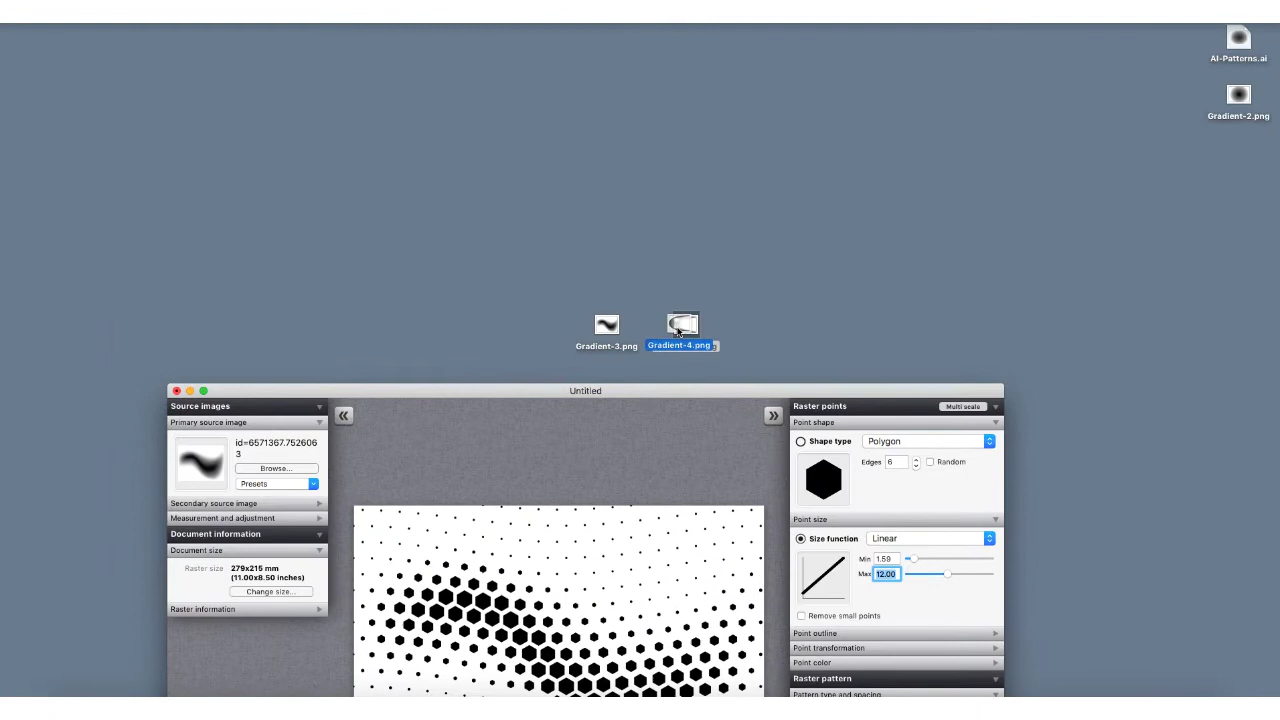 AI-Patterns.ai
Gradient-2.png
Gradient-3.png
Gradient-4.png
Untitled
Source images
Primary source image
id=6571367.752606
3
Browse...
Presets
Secondary source image
Measurement and adjustment
Document information
Document size
Raster size
279x215 mm
(11.00x8.50 inches)
Change size...
Raster information
«
»
Raster points
Multi scale
Point shape
Shape type
Polygon
Edges 6
Random
Point size
Size function
Linear
Min 1.59
Max 12.00
Remove small points
Point outline
Point transformation
Point color
Raster pattern
Pattern type and spacing